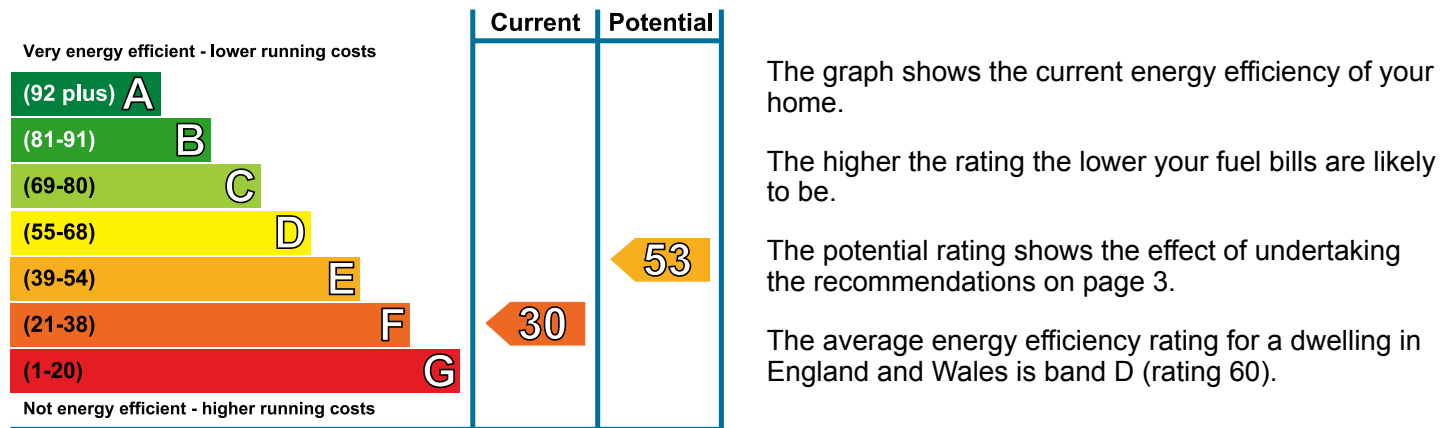 Current Potential
Very energy efficient - lower running costs
(92 plus) A
(81-91) B
(69-80) C
(55-68) D
(39-54) E
53
(21-38) F
30
(1-20) G
Not energy efficient - higher running costs
The graph shows the current energy efficiency of your
home.
The higher the rating the lower your fuel bills are likely
to be.
The potential rating shows the effect of undertaking
the recommendations on page 3.
The average energy efficiency rating for a dwelling in
England and Wales is band D (rating 60).